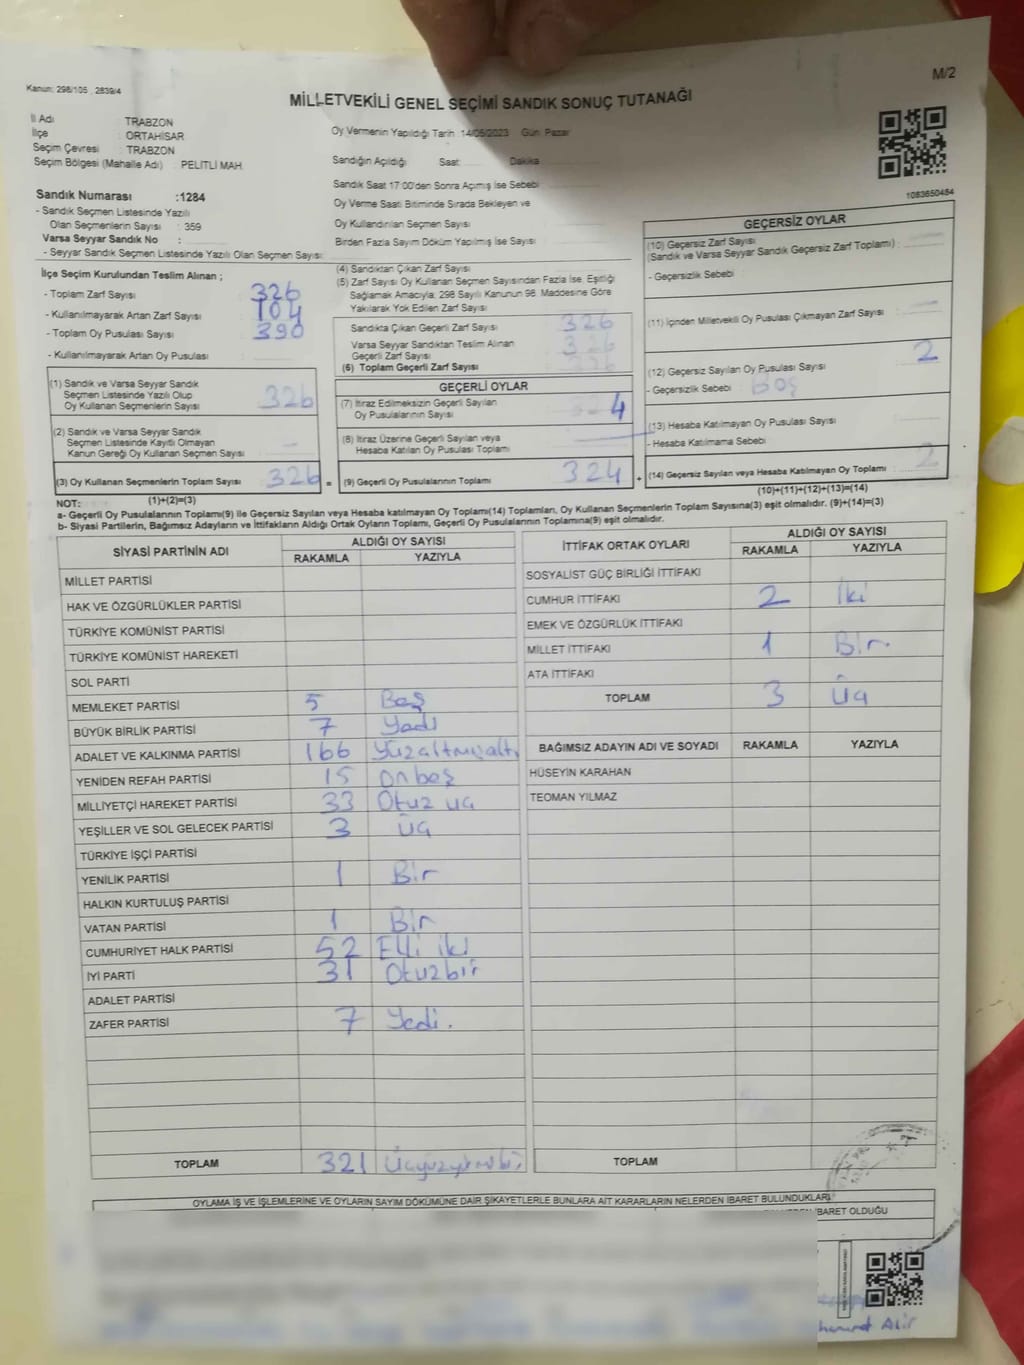 Kanun: 298/105 , 2839/4
M/2
MİLLETVEKİLİ GENEL SEÇİMİ SANDIK SONUÇ TUTANAĞI
İl Adı TRABZON
İlçe : ORTAHİSAR
Seçim Çevresi : TRABZON
Seçim Bölgesi (Mahalle Adı) : PELİTLİ MAH.
Oy Vermenin Yapıldığı Tarih :14/05/2023 Gün: Pazar
Sandığın Açıldığı Saat Dakika
Sandık Saat 17:00'den Sonra Açımış İse Sebebi
Oy Verme Saati Bitiminde Sırada Bekleyen ve
Oy Kullandırılan Seçmen Sayısı
Birden Fazla Sayım Döküm Yapılmış İse Sayısı
1083650484
Sandık Numarası :1284
- Sandık Seçmen Listesinde Yazılı
Olan Seçmenlerin Sayısı : 359
Varsa Seyyar Sandık No :
- Seyyar Sandık Seçmen Listesinde Yazılı Olan Seçmen Sayısı:
İlçe Seçim Kurulundan Teslim Alınan ;
- Toplam Zarf Sayısı 326
- Kullanılmayarak Artan Zarf Sayısı : 104
- Toplam Oy Pusulası Sayısı 390
- Kullanılmayarak Artan Oy Pusulası
(1) Sandık ve Varsa Seyyar Sandık
Seçmen Listesinde Yazılı Olup
Oy Kullanan Seçmenlerin Sayısı 326
(2) Sandık ve Varsa Seyyar Sandık
Seçmen Listesinde Kayıtlı Olmayan
Kanun Gereği Oy Kullanan Seçmen Sayısı : -
(3) Oy Kullanan Seçmenlerin Toplam Sayısı : 326 =
(1)+(2)=(3)
(4) Sandıktan Çıkan Zarf Sayısı
(5) Zarf Sayısı Oy Kullanan Seçmen Sayısından Fazla İse, Eşitliği
Sağlamak Amacıyla; 298 Sayılı Kanunun 98. Maddesine Göre
Yakılarak Yok Edilen Zarf Sayısı
Sandıkta Çıkan Geçerli Zarf Sayısı 326
Varsa Seyyar Sandıktan Teslim Alınan
Geçerli Zarf Sayısı 326
(6) Toplam Geçerli Zarf Sayısı 326
GEÇERLİ OYLAR
(7) İtiraz Edilmeksizin Geçerli Sayılan
Oy Pusulalarının Sayısı 324
(8) İtiraz Üzerine Geçerli Sayılan veya
Hesaba Katılan Oy Pusulası Toplamı
(9) Geçerli Oy Pusulalarının Toplamı 324 +
GEÇERSİZ OYLAR
(10) Geçersiz Zarf Sayısı
(Sandık ve Varsa Seyyar Sandık Geçersiz Zarf Toplamı) :
- Geçersizlik Sebebi
(11) İçinden Milletvekili Oy Pusulası Çıkmayan Zarf Sayısı :
(12) Geçersiz Sayılan Oy Pusulası Sayısı 2
- Geçersizlik Sebebi Boş
(13) Hesaba Katılmayan Oy Pusulası Sayısı
- Hesaba Katılmama Sebebi
(14) Geçersiz Sayılan veya Hesaba Katılmayan Oy Toplamı : 2
(10)+(11)+(12)+(13)=(14)
NOT:
a- Geçerli Oy Pusulalarının Toplamı(9) ile Geçersiz Sayılan veya Hesaba katılmayan Oy Toplamı(14) Toplamları, Oy Kullanan Seçmenlerin Toplam Sayısına(3) eşit olmalıdır. (9)+(14)=(3)
b- Siyasi Partilerin, Bağımsız Adayların ve İttifakların Aldığı Ortak Oyların Toplamı, Geçerli Oy Pusulalarının Toplamına(9) eşit olmalıdır.
SİYASİ PARTİNİN ADI ALDIĞI OY SAYISI
RAKAMLA YAZIYLA
MİLLET PARTİSİ
HAK VE ÖZGÜRLÜKLER PARTİSİ
TÜRKİYE KOMÜNİST PARTİSİ
TÜRKİYE KOMÜNİST HAREKETİ
SOL PARTİ
MEMLEKET PARTİSİ 5 Beş
BÜYÜK BİRLİK PARTİSİ 7 Yedi
ADALET VE KALKINMA PARTİSİ 166 Yüzaltmışaltı
YENİDEN REFAH PARTİSİ 15 Onbeş
MİLLİYETÇİ HAREKET PARTİSİ 33 Otuz üç
YEŞİLLER VE SOL GELECEK PARTİSİ 3 Üç
TÜRKİYE İŞÇİ PARTİSİ
YENİLİK PARTİSİ 1 Bir
HALKIN KURTULUŞ PARTİSİ
VATAN PARTİSİ 1 Bir
CUMHURİYET HALK PARTİSİ 52 Elli iki
İYİ PARTİ 31 Otuzbir
ADALET PARTİSİ
ZAFER PARTİSİ 7 Yedi.
TOPLAM 321 Üçyüzyirmibir
İTTİFAK ORTAK OYLARI ALDIĞI OY SAYISI
RAKAMLA YAZIYLA
SOSYALİST GÜÇ BİRLİĞİ İTTİFAKI
CUMHUR İTTİFAKI 2 İki
EMEK VE ÖZGÜRLÜK İTTİFAKI
MİLLET İTTİFAKI 1 Bir
ATA İTTİFAKI
TOPLAM 3 Üç
BAĞIMSIZ ADAYIN ADI VE SOYADI RAKAMLA YAZIYLA
HÜSEYİN KARAHAN
TEOMAN YILMAZ
TOPLAM
OYLAMA İŞ VE İŞLEMLERİNE VE OYLARIN SAYIM DÖKÜMÜNE DAİR ŞİKAYETLERLE BUNLARA AİT KARARLARIN NELERDEN İBARET BULUNDUKLARI
İBARET OLDUĞU